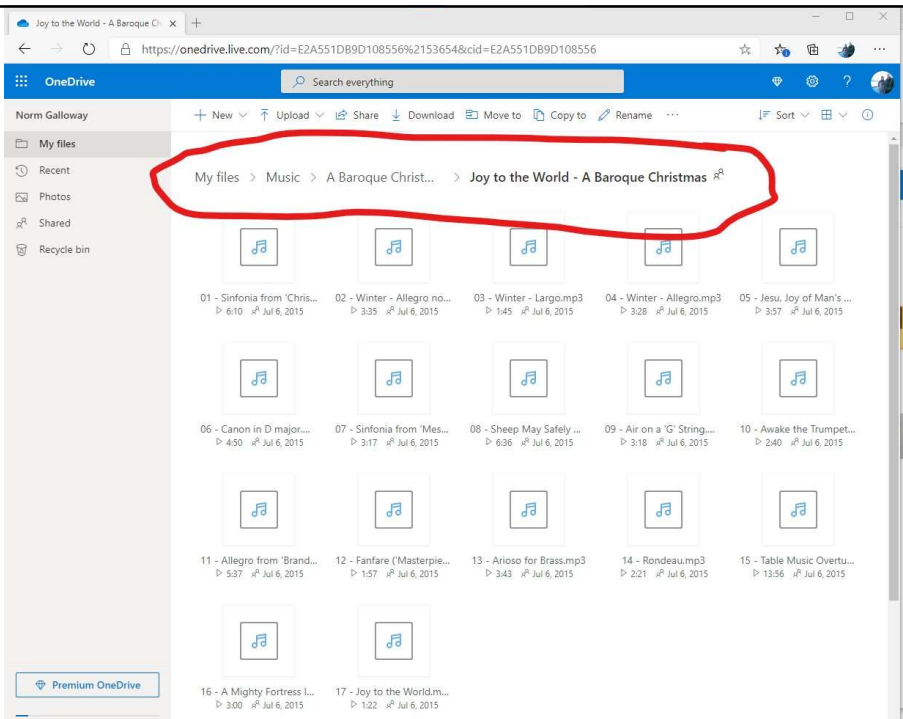 Joy to the World - A Baroque Ch
https://onedrive.live.com/?id=E2A551DB9D108556%2153654&cid=E2A551DB9D108556
OneDrive
Search everything
?
Norm Galloway
New Upload Share Download Move to Copy to Rename ... Sort
My files
Recent
Photos
Shared
Recycle bin
My files > Music > A Baroque Christ... > Joy to the World - A Baroque Christmas
01 - Sinfonia from 'Chris... 02 - Winter - Allegro no... 03 - Winter - Largo.mp3 04 - Winter - Allegro.mp3 05 - Jesu, Joy of Man's ...
6:10 Jul 6, 2015 3:35 Jul 6, 2015 1:45 Jul 6, 2015 3:28 Jul 6, 2015 3:57 Jul 6, 2015
06 - Canon in D major.... 07 - Sinfonia from 'Mes... 08 - Sheep May Safely ... 09 - Air on a 'G' String.... 10 - Awake the Trumpet...
4:50 Jul 6, 2015 3:17 Jul 6, 2015 6:36 Jul 6, 2015 3:18 Jul 6, 2015 2:40 Jul 6, 2015
11 - Allegro from 'Brand... 12 - Fanfare ('Masterpie... 13 - Arioso for Brass.mp3 14 - Rondeau.mp3 15 - Table Music Overtu...
5:37 Jul 6, 2015 1:57 Jul 6, 2015 3:43 Jul 6, 2015 2:21 Jul 6, 2015 13:56 Jul 6, 2015
16 - A Mighty Fortress I... 17 - Joy to the World.m...
3:00 Jul 6, 2015 1:22 Jul 6, 2015
Premium OneDrive